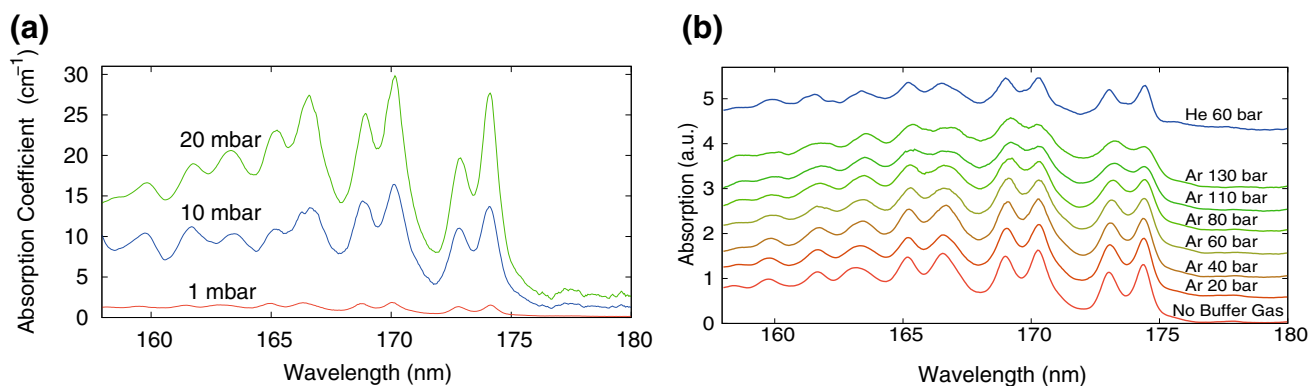 (a)
Absorption Coefficient (cm⁻¹)
30
25
20
15
10
5
0
20 mbar
10 mbar
1 mbar
160 165 170 175 180
Wavelength (nm)
(b)
Absorption (a.u.)
5
4
3
2
1
0
He 60 bar
Ar 130 bar
Ar 110 bar
Ar 80 bar
Ar 60 bar
Ar 40 bar
Ar 20 bar
No Buffer Gas
160 165 170 175 180
Wavelength (nm)